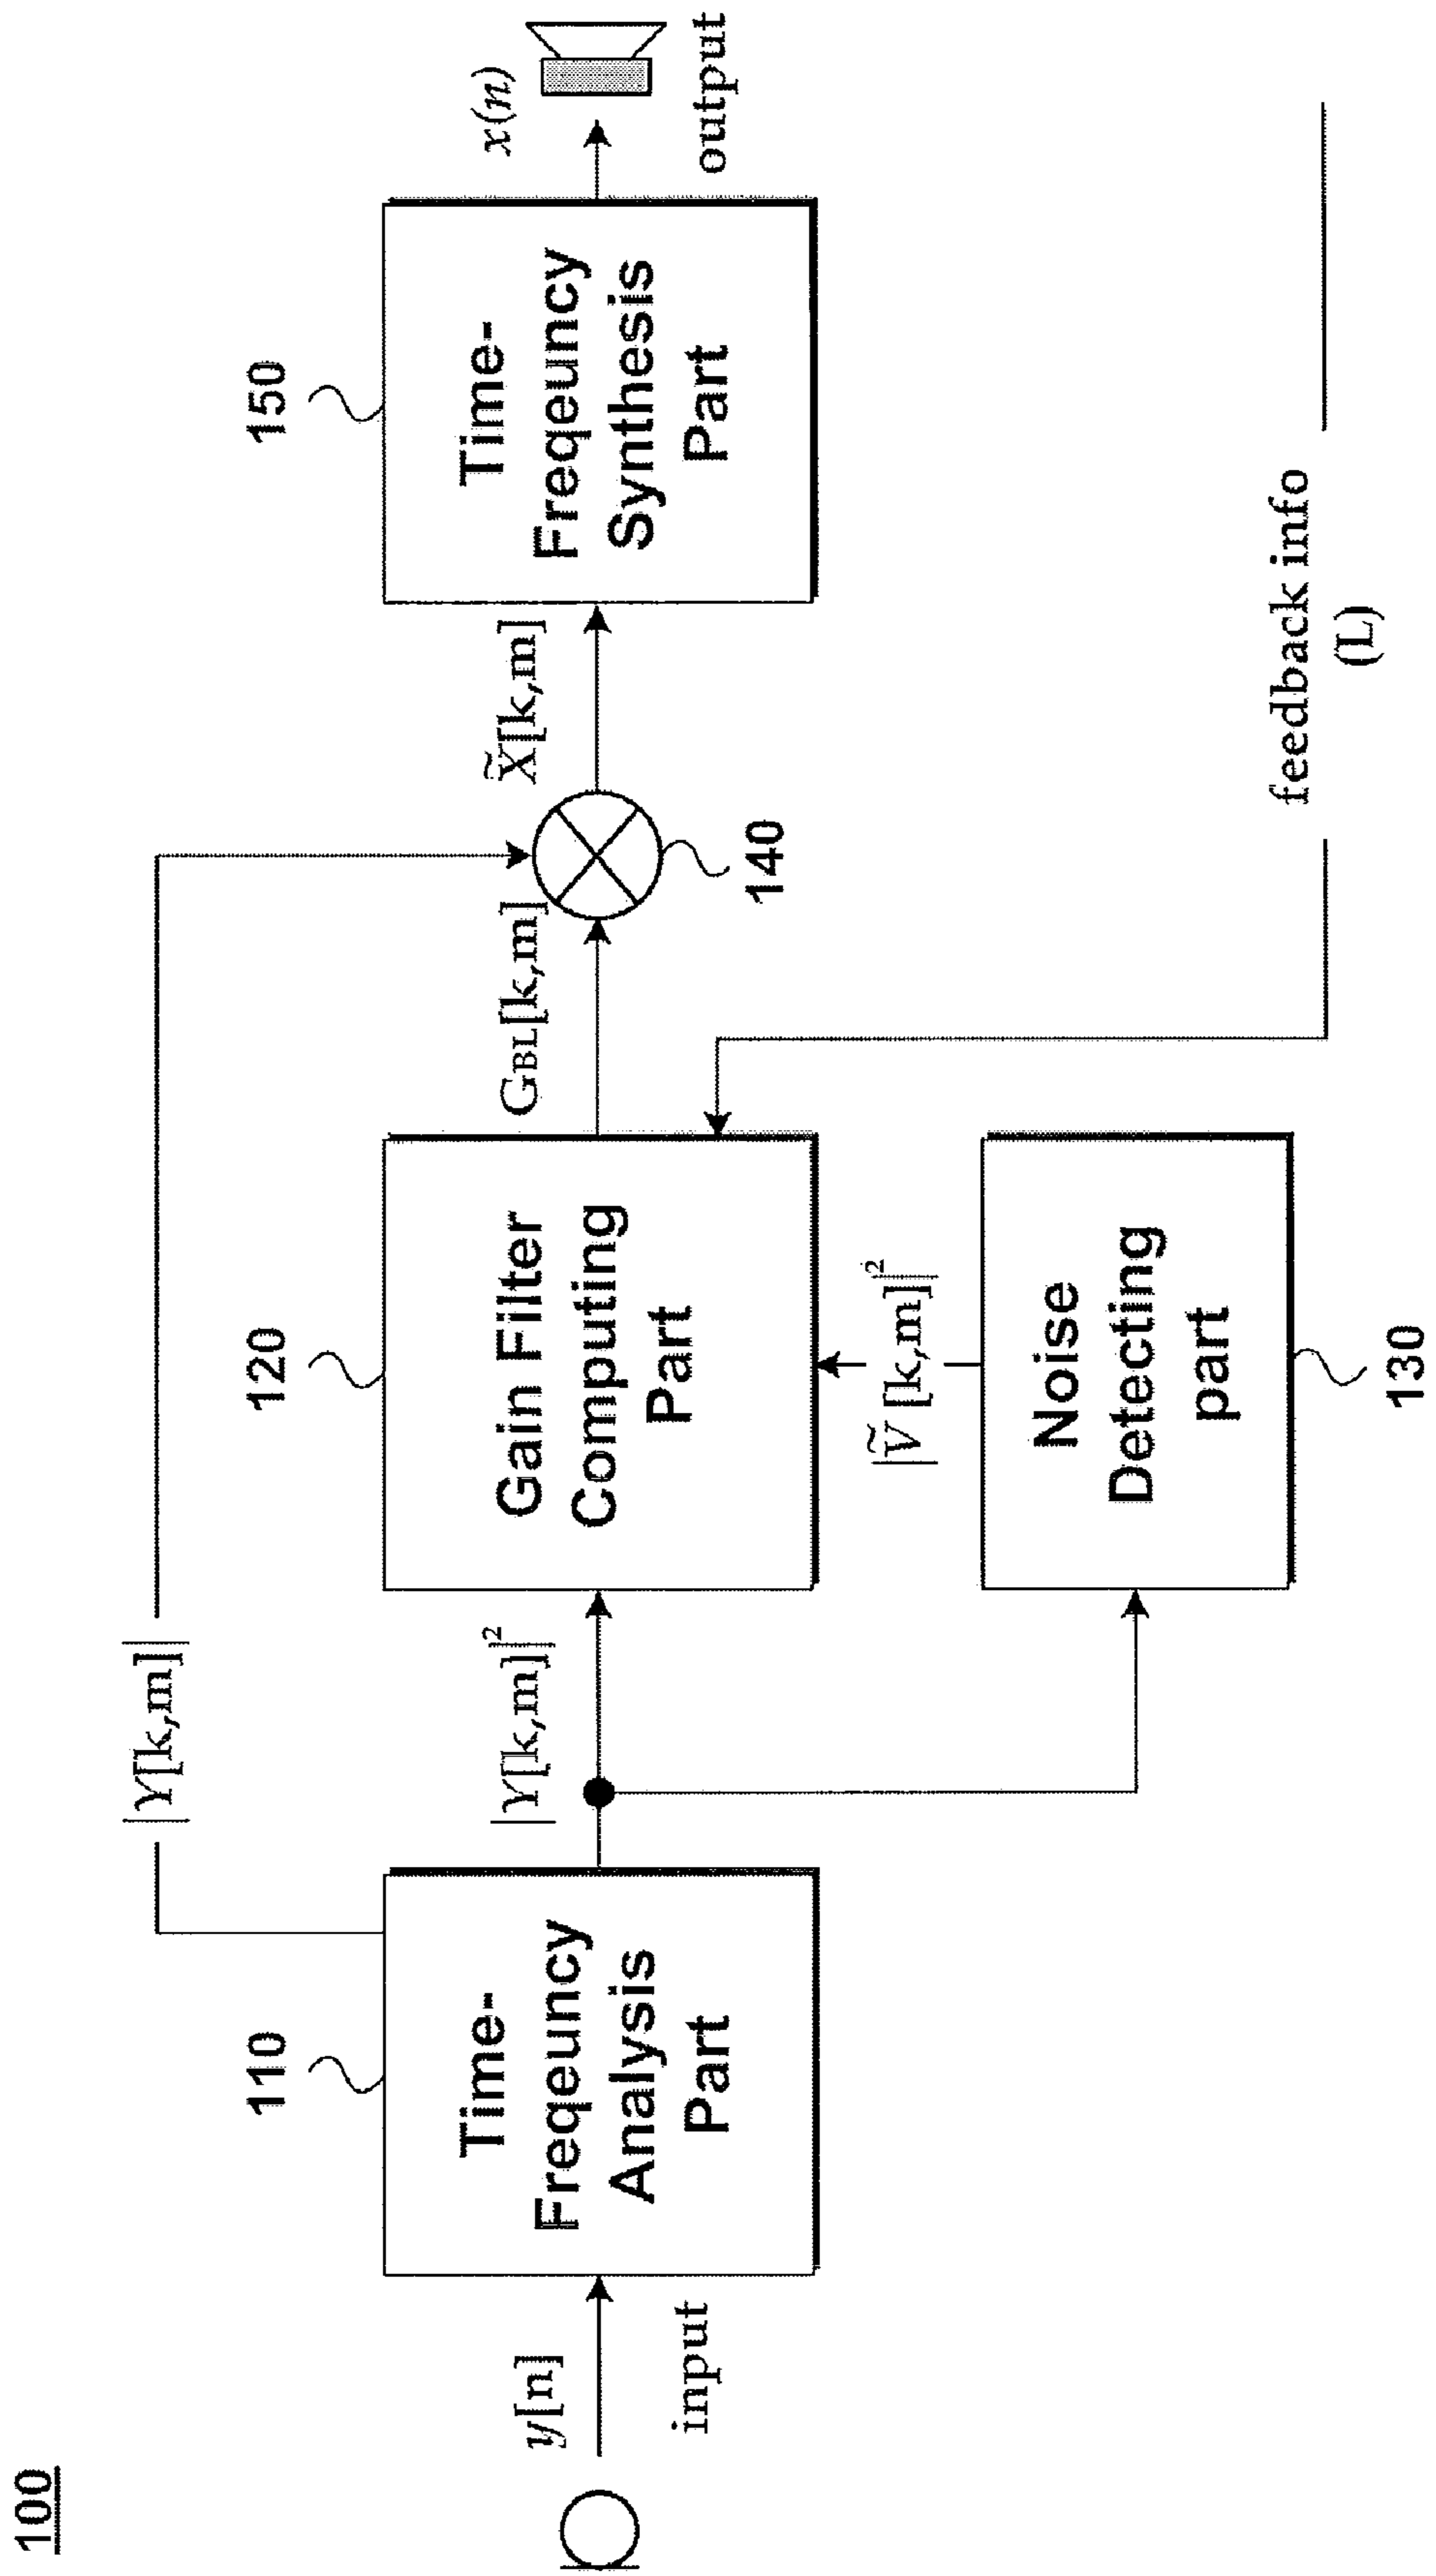 100
|Y[k,m]|
110
120
150
y[n]
input
Time-
Freqeuncy
Analysis
Part
|Y[k,m]|²
Gain Filter
Computing
Part
G_BL[k,m]
140
X̃[k,m]
Time-
Freqeuncy
Synthesis
Part
x(n)
output
|Ṽ [k,m]|²
Noise
Detecting
part
130
feedback info
(L)